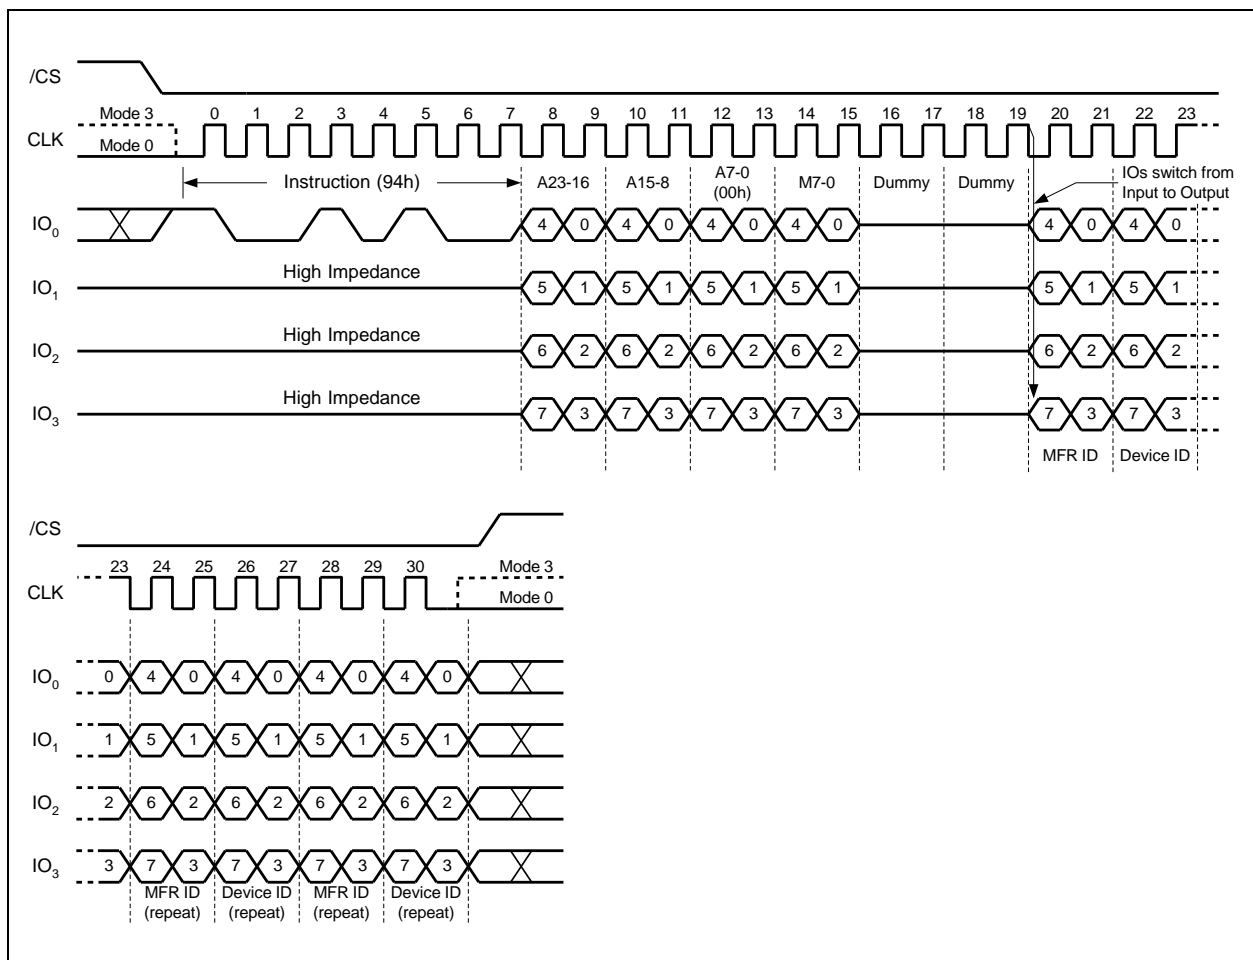 /CS
Mode 3 0 1 2 3 4 5 6 7 8 9 10 11 12 13 14 15 16 17 18 19 20 21 22 23
CLK
Mode 0
Instruction (94h) A23-16 A15-8 A7-0 (00h) M7-0 Dummy Dummy IOs switch from Input to Output
IO0 4 0 4 0 4 0 4 0 4 0 4 0
High Impedance
IO1 5 1 5 1 5 1 5 1 5 1 5 1
High Impedance
IO2 6 2 6 2 6 2 6 2 6 2 6 2
High Impedance
IO3 7 3 7 3 7 3 7 3 7 3 7 3
MFR ID Device ID
/CS
23 24 25 26 27 28 29 30 Mode 3
CLK
Mode 0
IO0 0 4 0 4 0 4 0 4 0
IO1 1 5 1 5 1 5 1 5 1
IO2 2 6 2 6 2 6 2 6 2
IO3 3 7 3 7 3 7 3 7 3
MFR ID Device ID MFR ID Device ID
(repeat) (repeat) (repeat) (repeat)